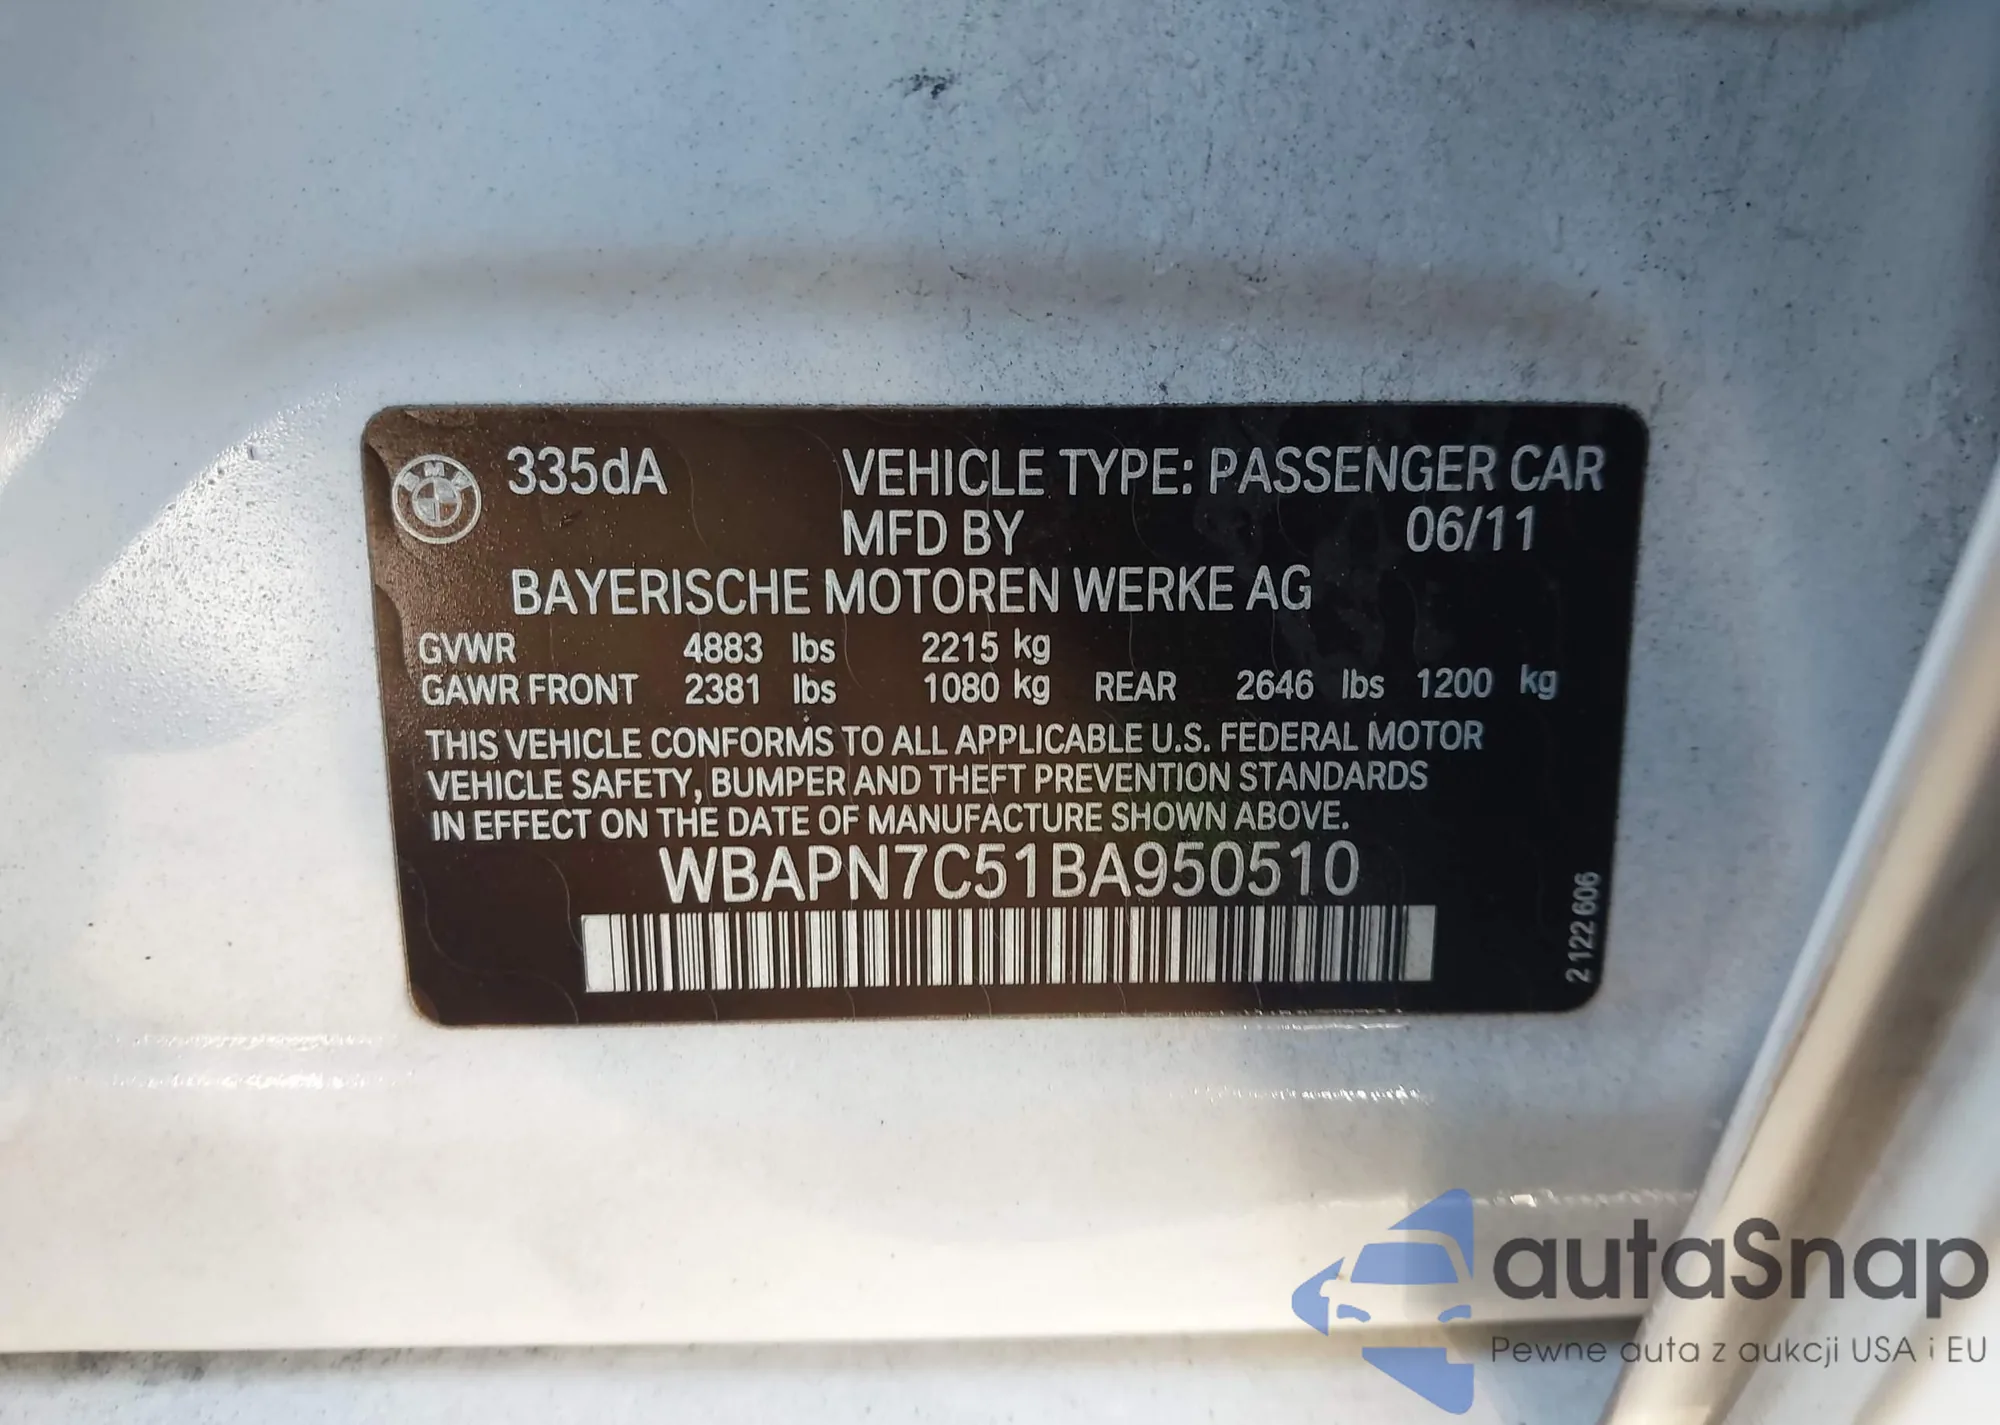 335dA VEHICLE TYPE: PASSENGER CAR
MFD BY 06/11
BAYERISCHE MOTOREN WERKE AG
GVWR 4883 lbs 2215 kg
GAWR FRONT 2381 lbs 1080 kg REAR 2646 lbs 1200 kg
THIS VEHICLE CONFORMS TO ALL APPLICABLE U.S. FEDERAL MOTOR
VEHICLE SAFETY, BUMPER AND THEFT PREVENTION STANDARDS
IN EFFECT ON THE DATE OF MANUFACTURE SHOWN ABOVE.
WBAPN7C51BA950510
2 122 606
autaSnap
Pewne auta z aukcji USA i EU